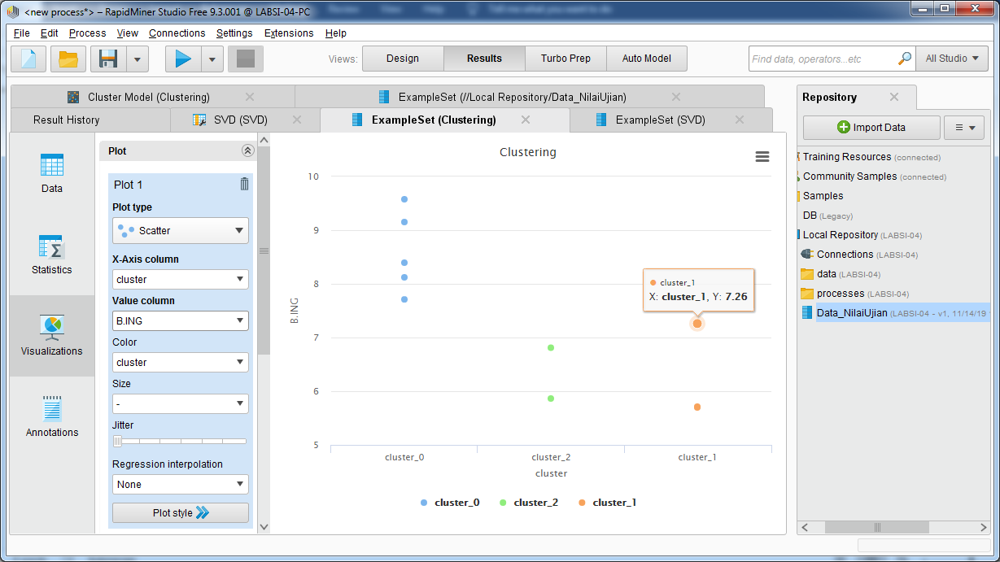 <new process*> – RapidMiner Studio Free 9.3.001 @ LABSI-04-PC
File Edit Process View Connections Settings Extensions Help
Views: Design Results Turbo Prep Auto Model
Find data, operators...etc All Studio
Cluster Model (Clustering) ExampleSet (//Local Repository/Data_NilaiUjian)
Result History SVD (SVD) ExampleSet (Clustering) ExampleSet (SVD)
Data
Statistics
Visualizations
Annotations
Plot
Plot 1
Plot type
Scatter
X-Axis column
cluster
Value column
B.ING
Color
cluster
Size
-
Jitter
Regression interpolation
None
Plot style
Clustering
B.ING
10
9
8
7
6
5
cluster_1
X: cluster_1, Y: 7.26
cluster_0 cluster_2 cluster_1
cluster
cluster_0 cluster_2 cluster_1
Repository
Import Data
Training Resources (connected)
Community Samples (connected)
Samples
DB (Legacy)
Local Repository (LABSI-04)
Connections (LABSI-04)
data (LABSI-04)
processes (LABSI-04)
Data_NilaiUjian (LABSI-04 - v1, 11/14/19